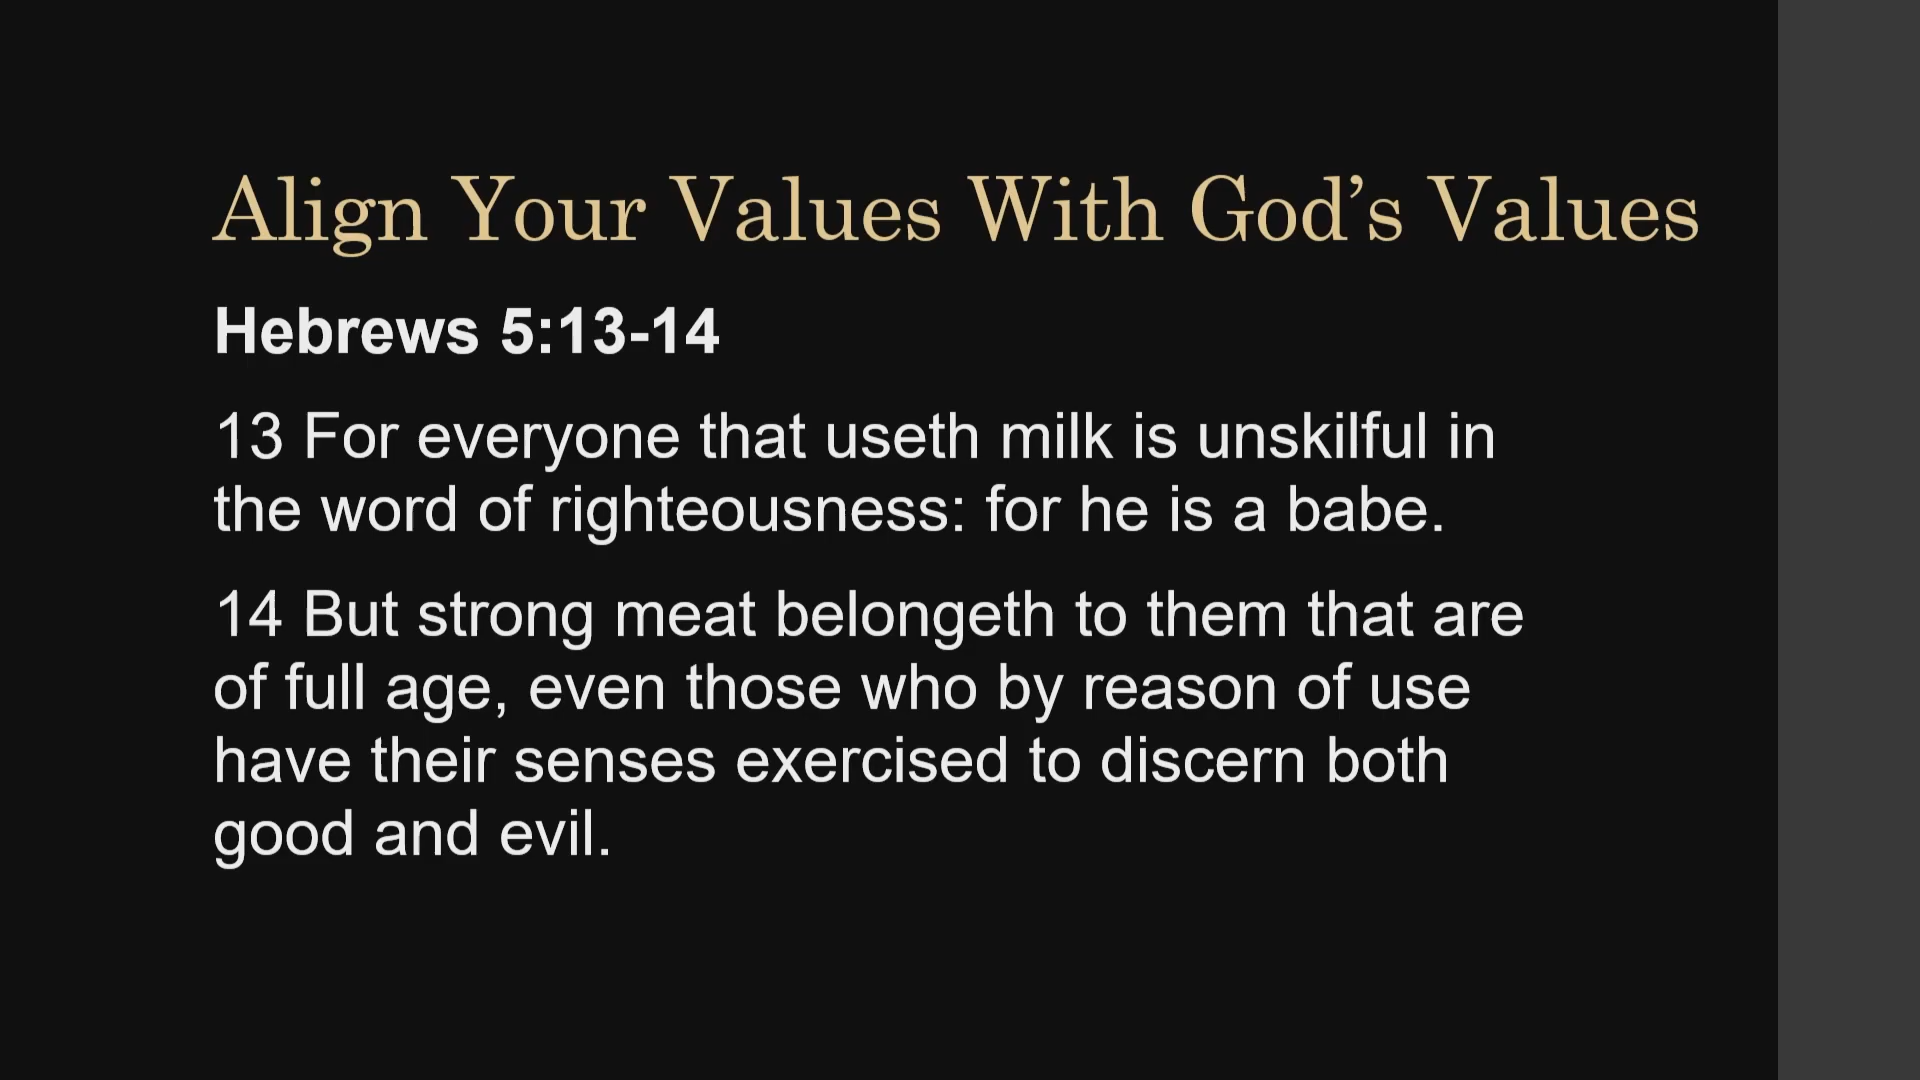 Align Your Values With God’s Values
Hebrews 5:13-14
13 For everyone that useth milk is unskilful in
the word of righteousness: for he is a babe.
14 But strong meat belongeth to them that are
of full age, even those who by reason of use
have their senses exercised to discern both
good and evil.